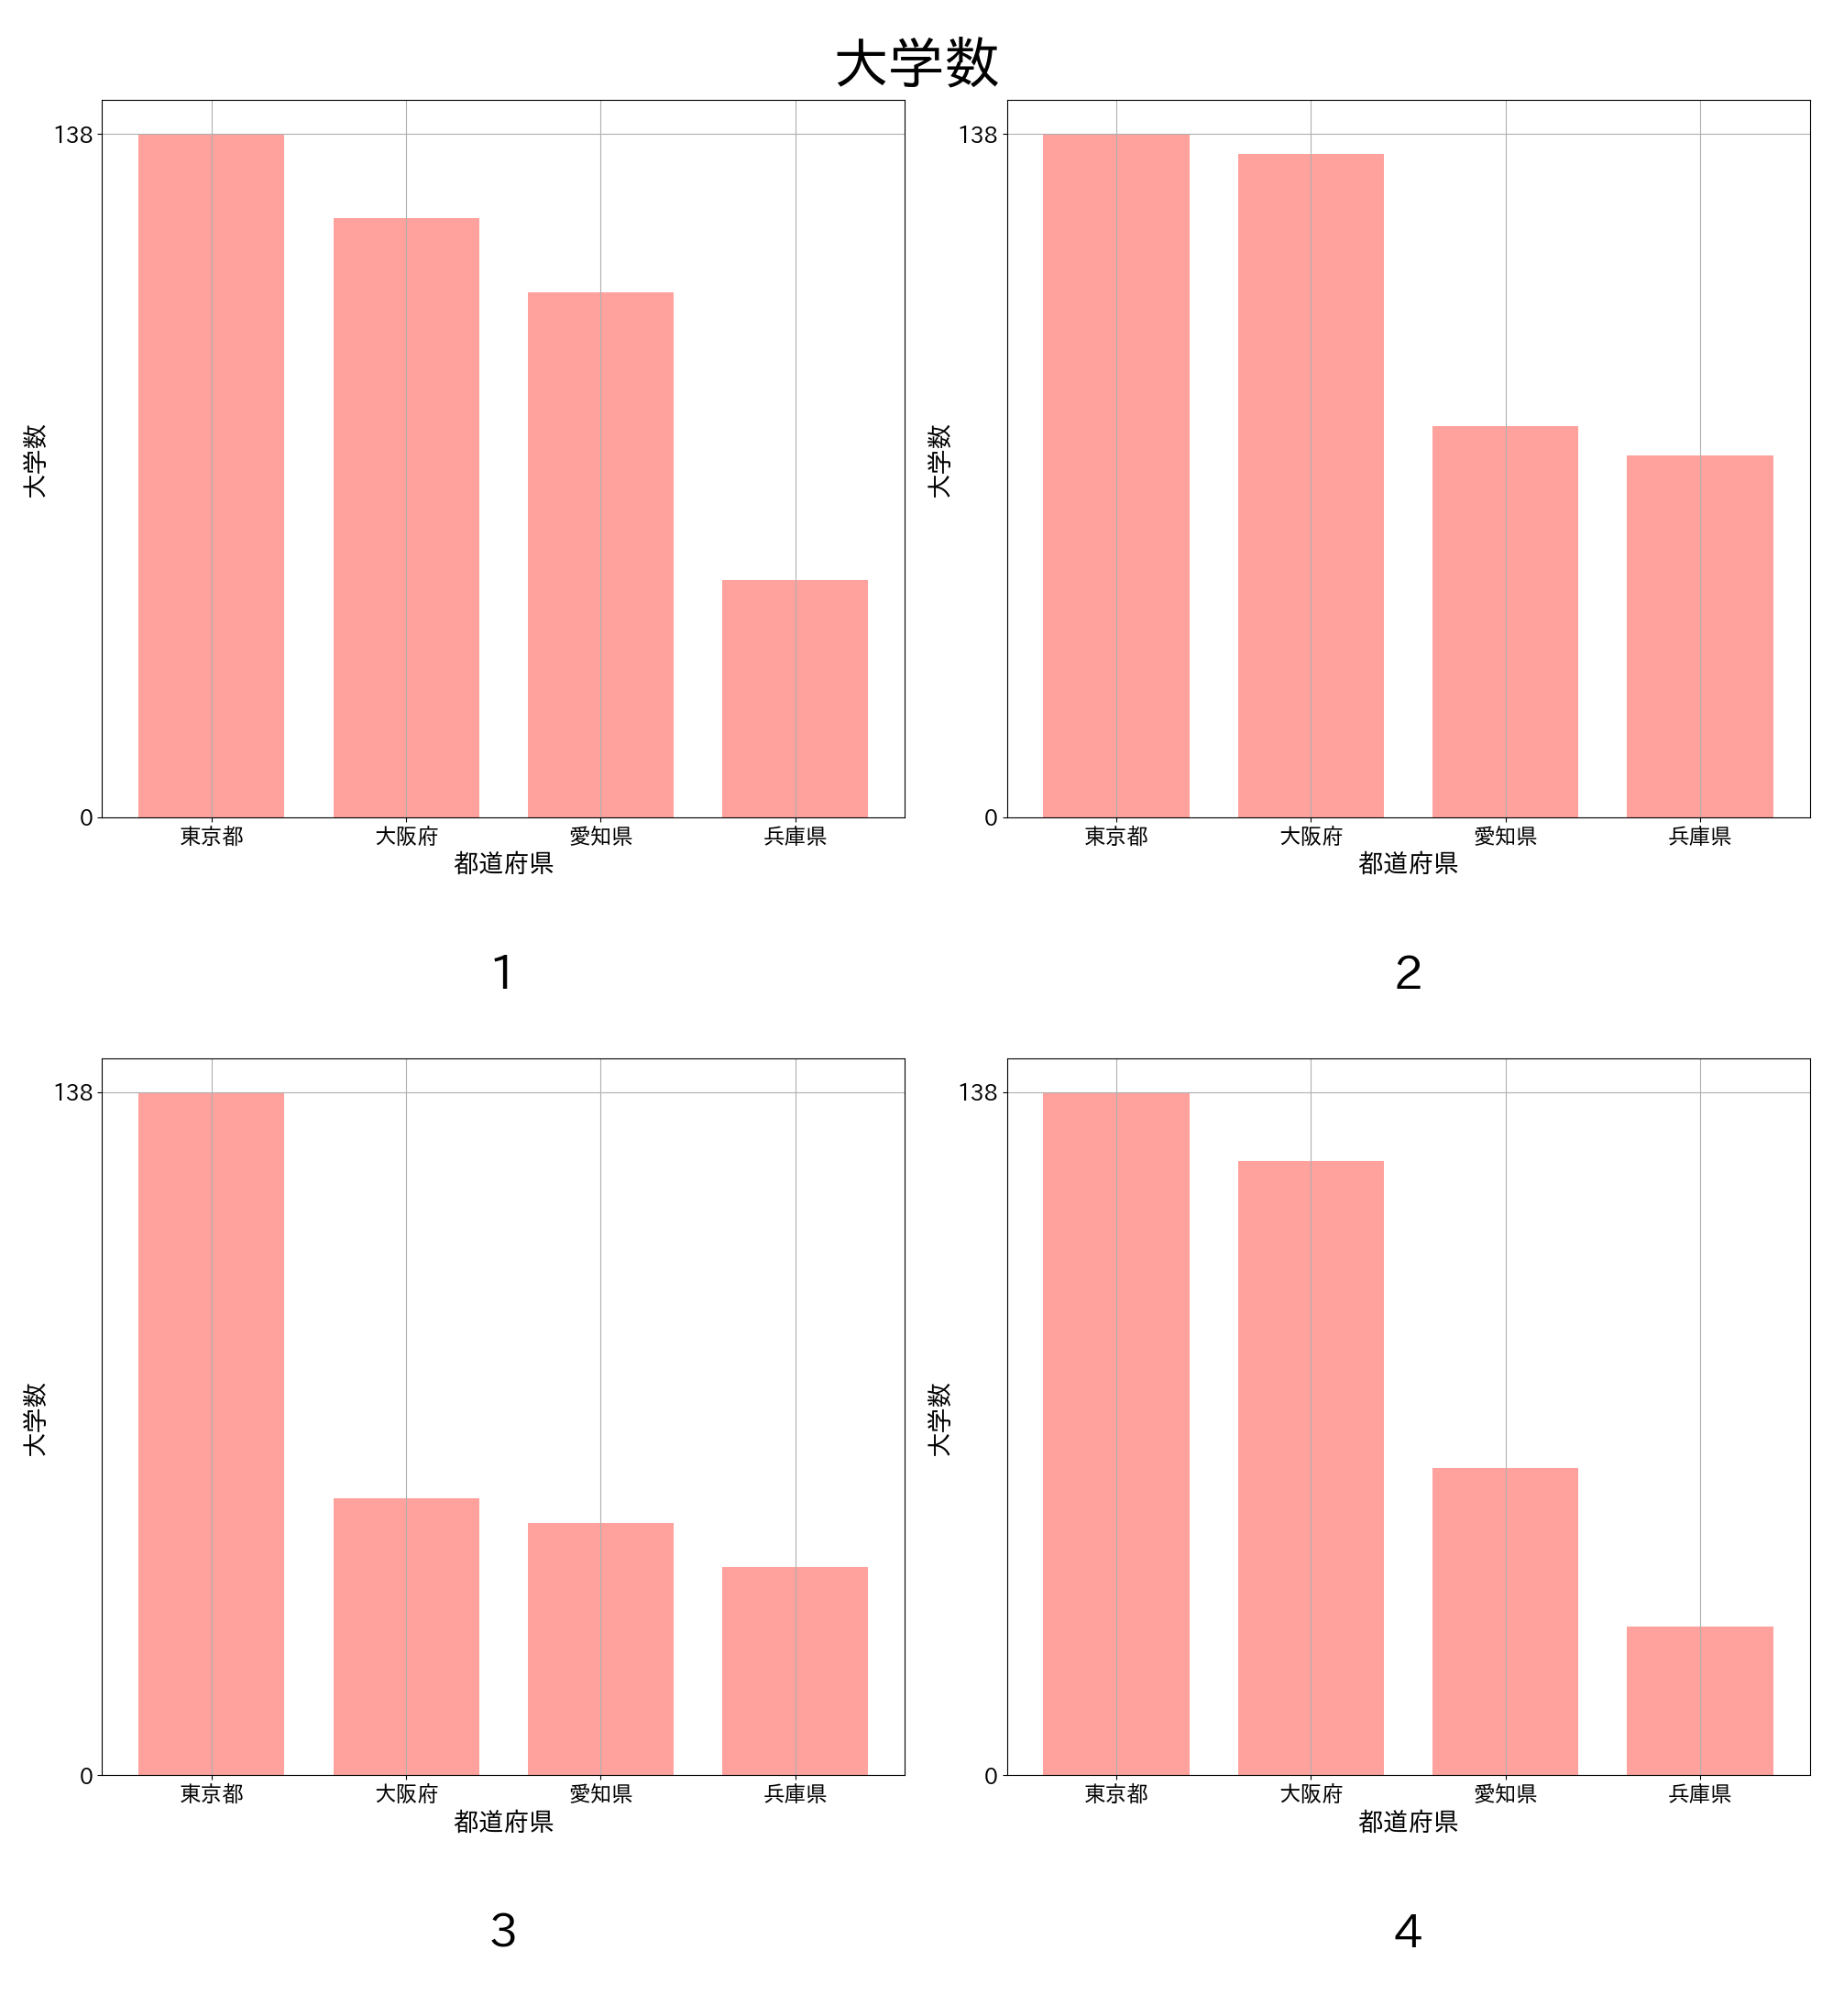 大学数
138
0
大学数
東京都 大阪府 愛知県 兵庫県
都道府県
1
138
0
大学数
東京都 大阪府 愛知県 兵庫県
都道府県
2
138
0
大学数
東京都 大阪府 愛知県 兵庫県
都道府県
3
138
0
大学数
東京都 大阪府 愛知県 兵庫県
都道府県
4